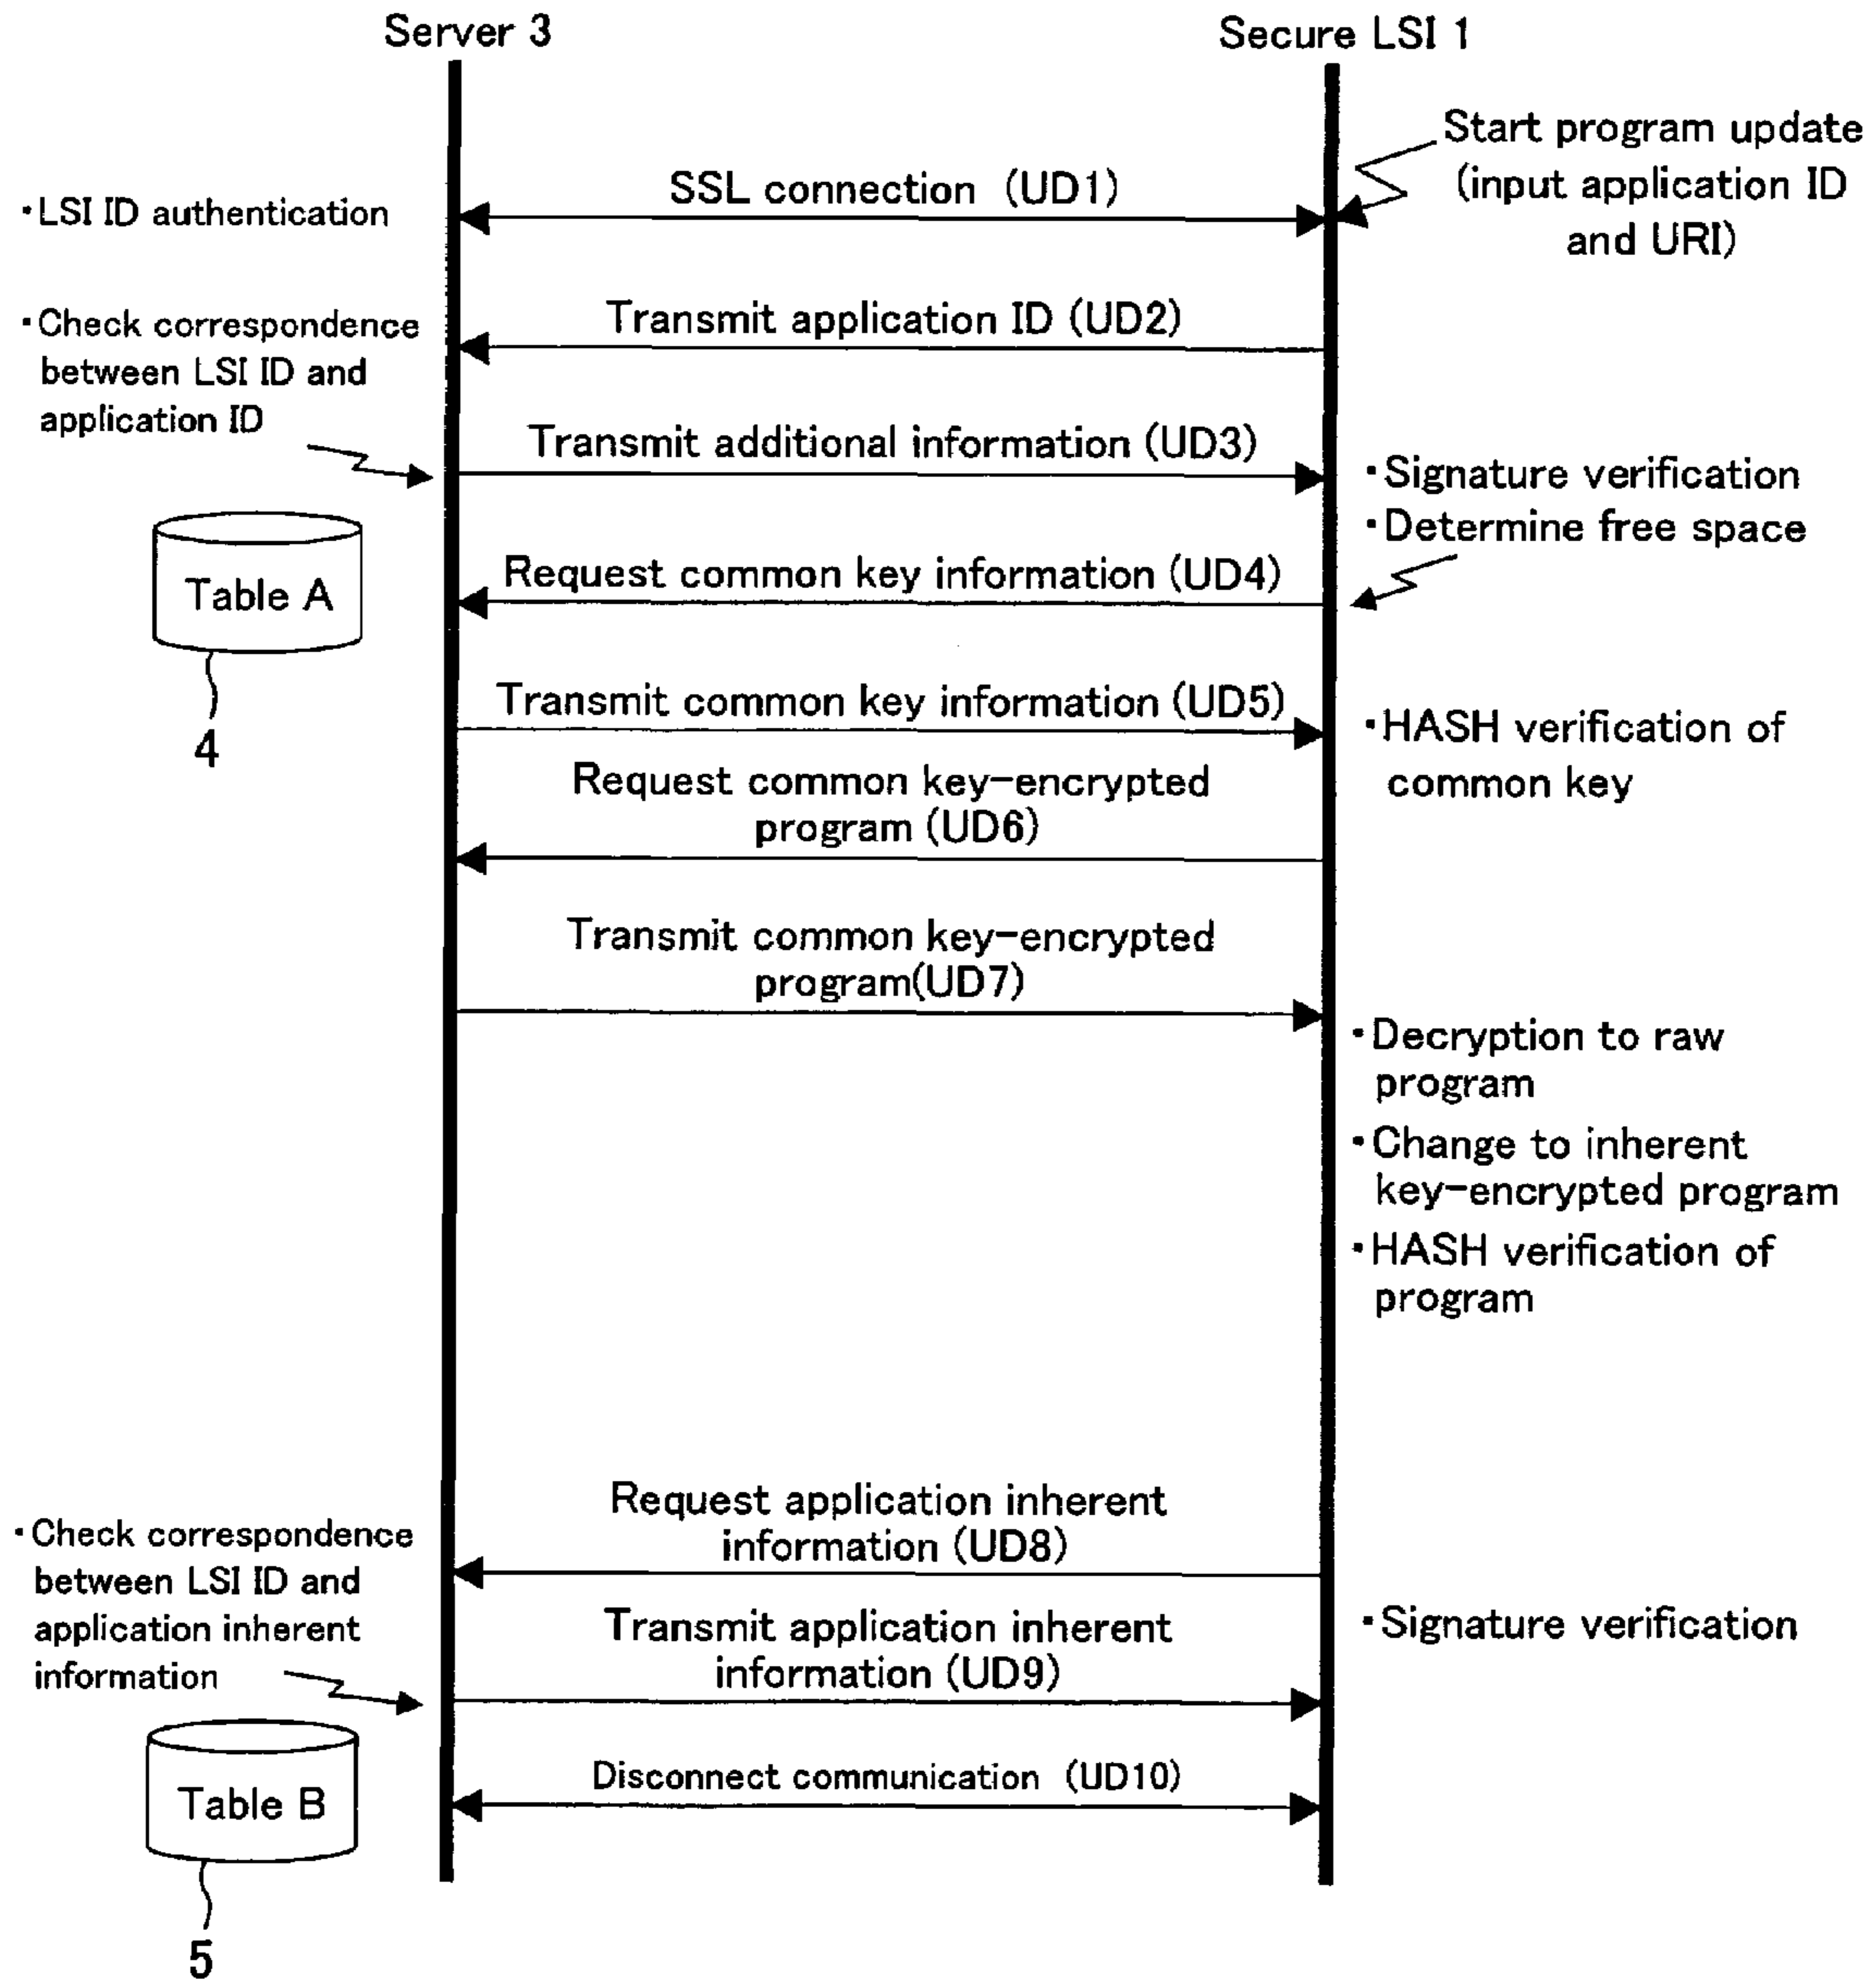 Server 3
Secure LSI 1
Start program update
(input application ID
and URI)
SSL connection (UD1)
・LSI ID authentication
Transmit application ID (UD2)
・Check correspondence
between LSI ID and
application ID
Transmit additional information (UD3)
・Signature verification
・Determine free space
Table A
4
Request common key information (UD4)
Transmit common key information (UD5)
・HASH verification of
common key
Request common key-encrypted
program (UD6)
Transmit common key-encrypted
program(UD7)
・Decryption to raw
program
・Change to inherent
key-encrypted program
・HASH verification of
program
Request application inherent
information (UD8)
・Check correspondence
between LSI ID and
application inherent
information
Transmit application inherent
information (UD9)
・Signature verification
Disconnect communication (UD10)
Table B
5